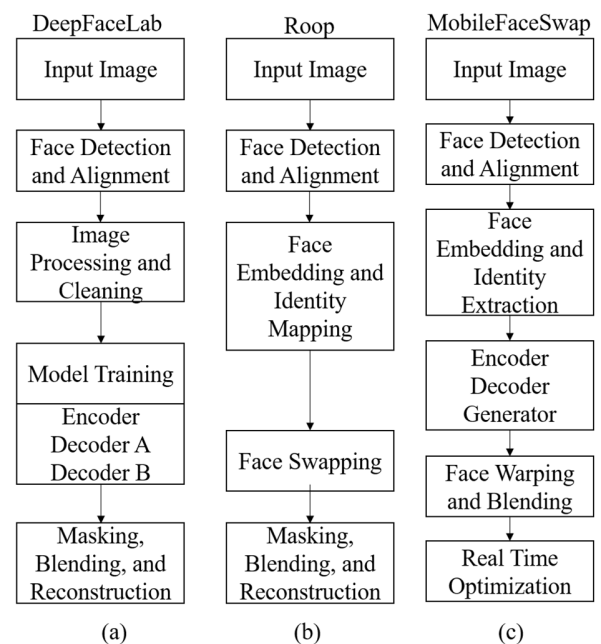 DeepFaceLab
Input Image
Face Detection
and Alignment
Image
Processing and
Cleaning
Model Training
Encoder
Decoder A
Decoder B
Masking,
Blending, and
Reconstruction
(a)
Roop
Input Image
Face Detection
and Alignment
Face
Embedding and
Identity
Mapping
Face Swapping
Masking,
Blending, and
Reconstruction
(b)
MobileFaceSwap
Input Image
Face Detection
and Alignment
Face
Embedding and
Identity
Extraction
Encoder
Decoder
Generator
Face Warping
and Blending
Real Time
Optimization
(c)